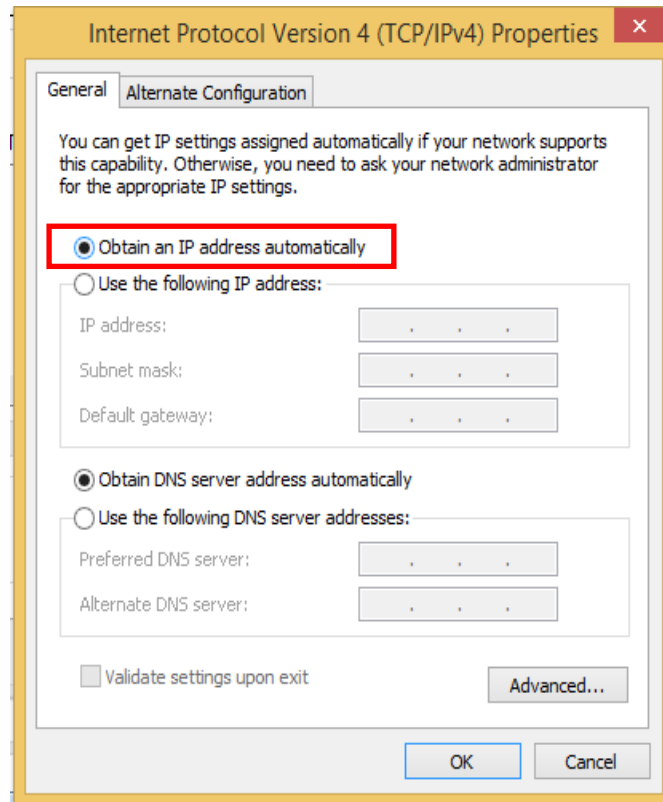 Internet Protocol Version 4 (TCP/IPv4) Properties
General
Alternate Configuration
You can get IP settings assigned automatically if your network supports
this capability. Otherwise, you need to ask your network administrator
for the appropriate IP settings.
Obtain an IP address automatically
Use the following IP address:
IP address:
Subnet mask:
Default gateway:
Obtain DNS server address automatically
Use the following DNS server addresses:
Preferred DNS server:
Alternate DNS server:
Validate settings upon exit
Advanced...
OK
Cancel